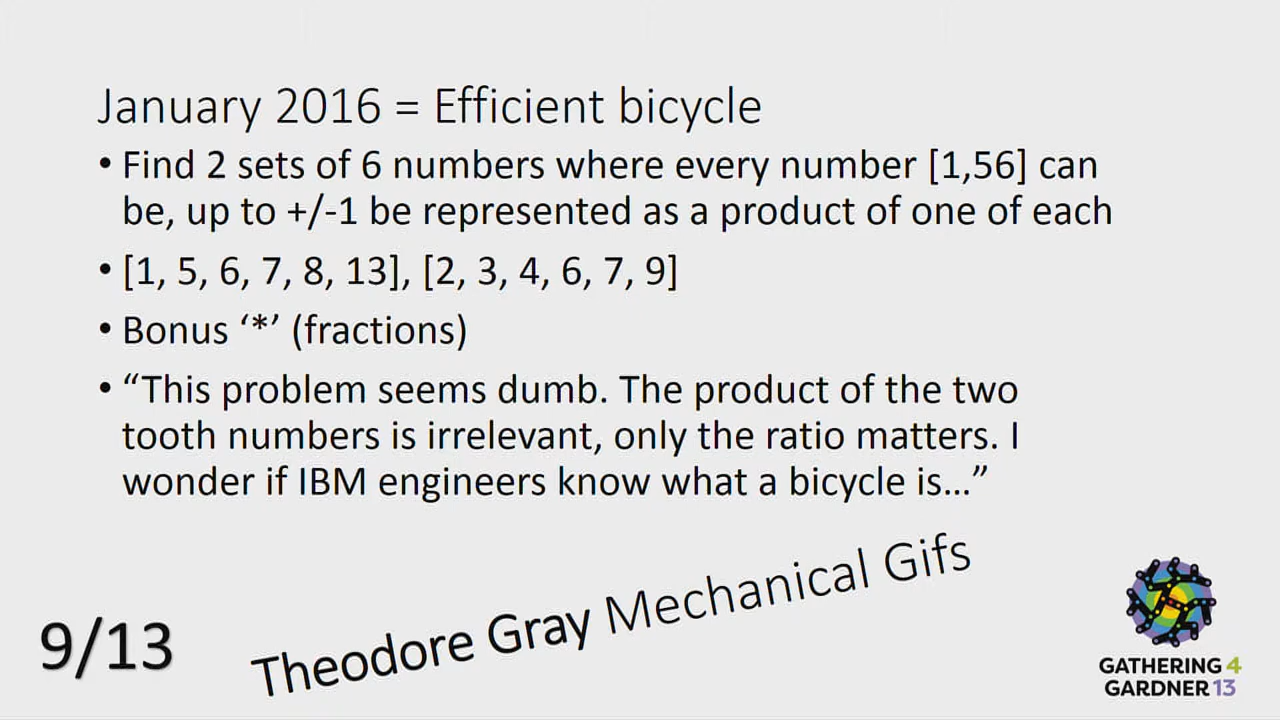 January 2016 = Efficient bicycle
• Find 2 sets of 6 numbers where every number [1,56] can
be, up to +/-1 be represented as a product of one of each
• [1, 5, 6, 7, 8, 13], [2, 3, 4, 6, 7, 9]
• Bonus ‘*’ (fractions)
• “This problem seems dumb. The product of the two
tooth numbers is irrelevant, only the ratio matters. I
wonder if IBM engineers know what a bicycle is…”
Theodore Gray Mechanical Gifs
9/13
GATHERING 4
GARDNER 13